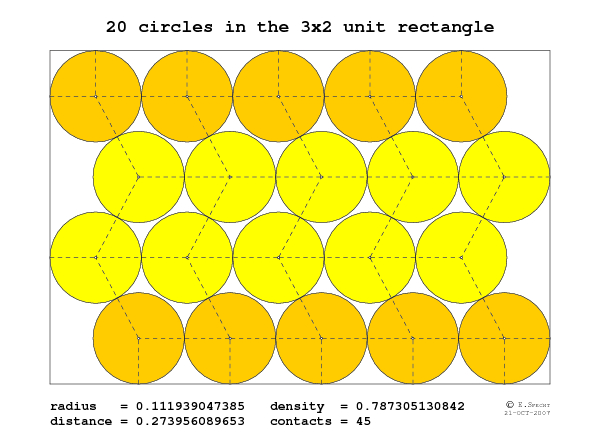 20 circles in the 3x2 unit rectangle
radius = 0.111939047385 density = 0.787305130842
distance = 0.273956089653 contacts = 45
© E.Specht
21-OCT-2007